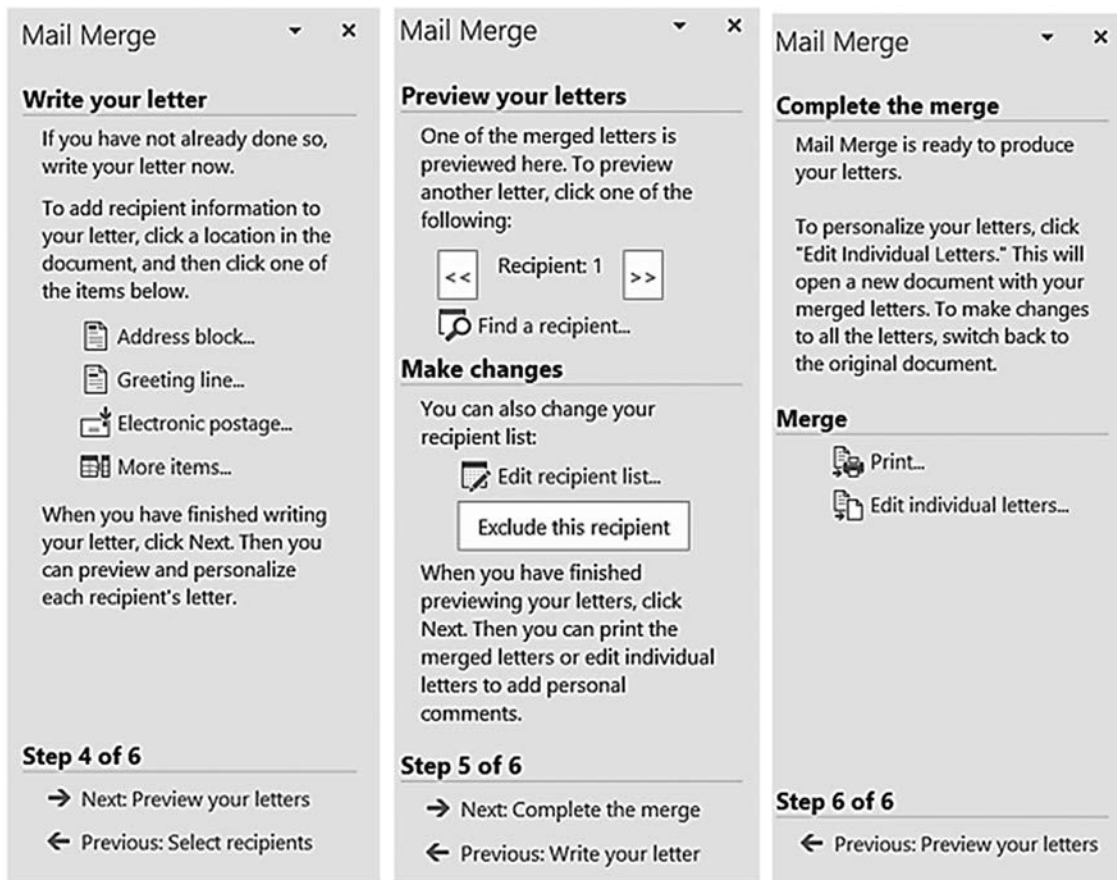 Mail Merge
Write your letter
If you have not already done so,
write your letter now.
To add recipient information to
your letter, click a location in the
document, and then click one of
the items below.
Address block...
Greeting line...
Electronic postage...
More items...
When you have finished writing
your letter, click Next. Then you
can preview and personalize
each recipient's letter.
Step 4 of 6
Next: Preview your letters
Previous: Select recipients
Mail Merge
Preview your letters
One of the merged letters is
previewed here. To preview
another letter, click one of the
following:
<< Recipient: 1 >>
Find a recipient...
Make changes
You can also change your
recipient list:
Edit recipient list...
Exclude this recipient
When you have finished
previewing your letters, click
Next. Then you can print the
merged letters or edit individual
letters to add personal
comments.
Step 5 of 6
Next: Complete the merge
Previous: Write your letter
Mail Merge
Complete the merge
Mail Merge is ready to produce
your letters.
To personalize your letters, click
"Edit Individual Letters." This will
open a new document with your
merged letters. To make changes
to all the letters, switch back to
the original document.
Merge
Print...
Edit individual letters...
Step 6 of 6
Previous: Preview your letters